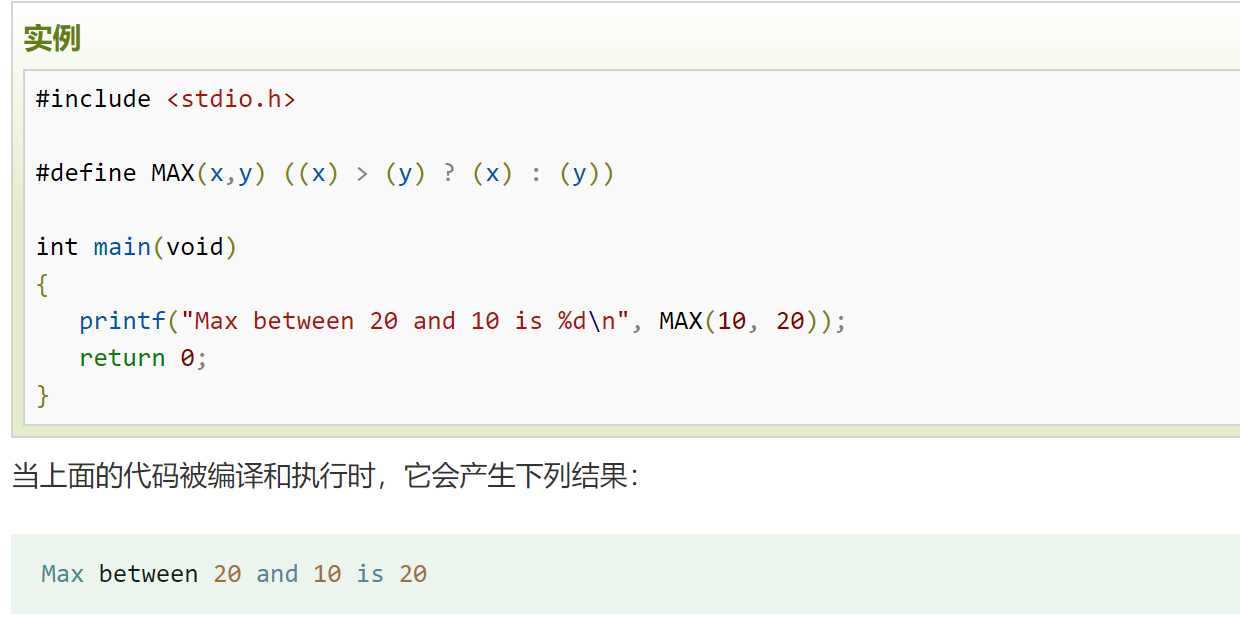 实例
#include <stdio.h>
#define MAX(x,y) ((x) > (y) ? (x) : (y))
int main(void)
{
   printf("Max between 20 and 10 is %d\n", MAX(10, 20));
   return 0;
}
当上面的代码被编译和执行时，它会产生下列结果：
Max between 20 and 10 is 20